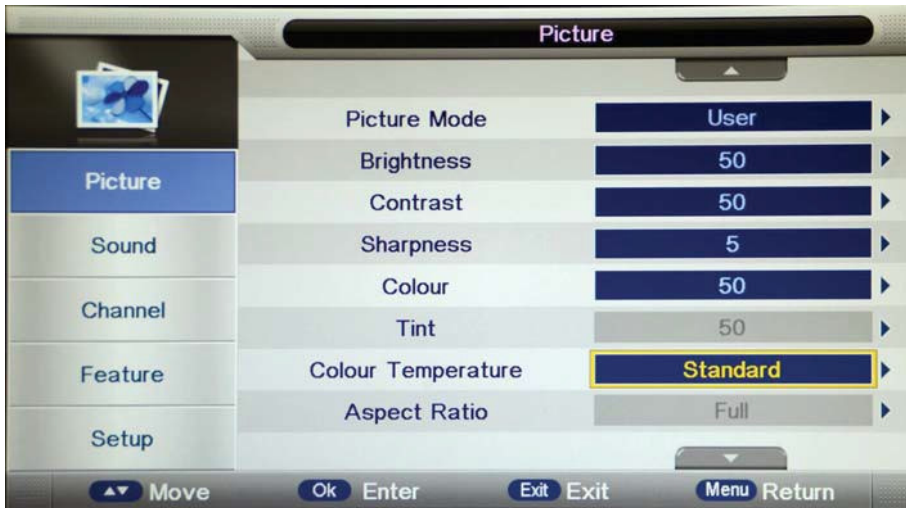 Picture
Picture Mode User
Brightness 50
Contrast 50
Sharpness 5
Colour 50
Tint 50
Colour Temperature Standard
Aspect Ratio Full
Picture
Sound
Channel
Feature
Setup
Move Ok Enter Exit Exit Menu Return